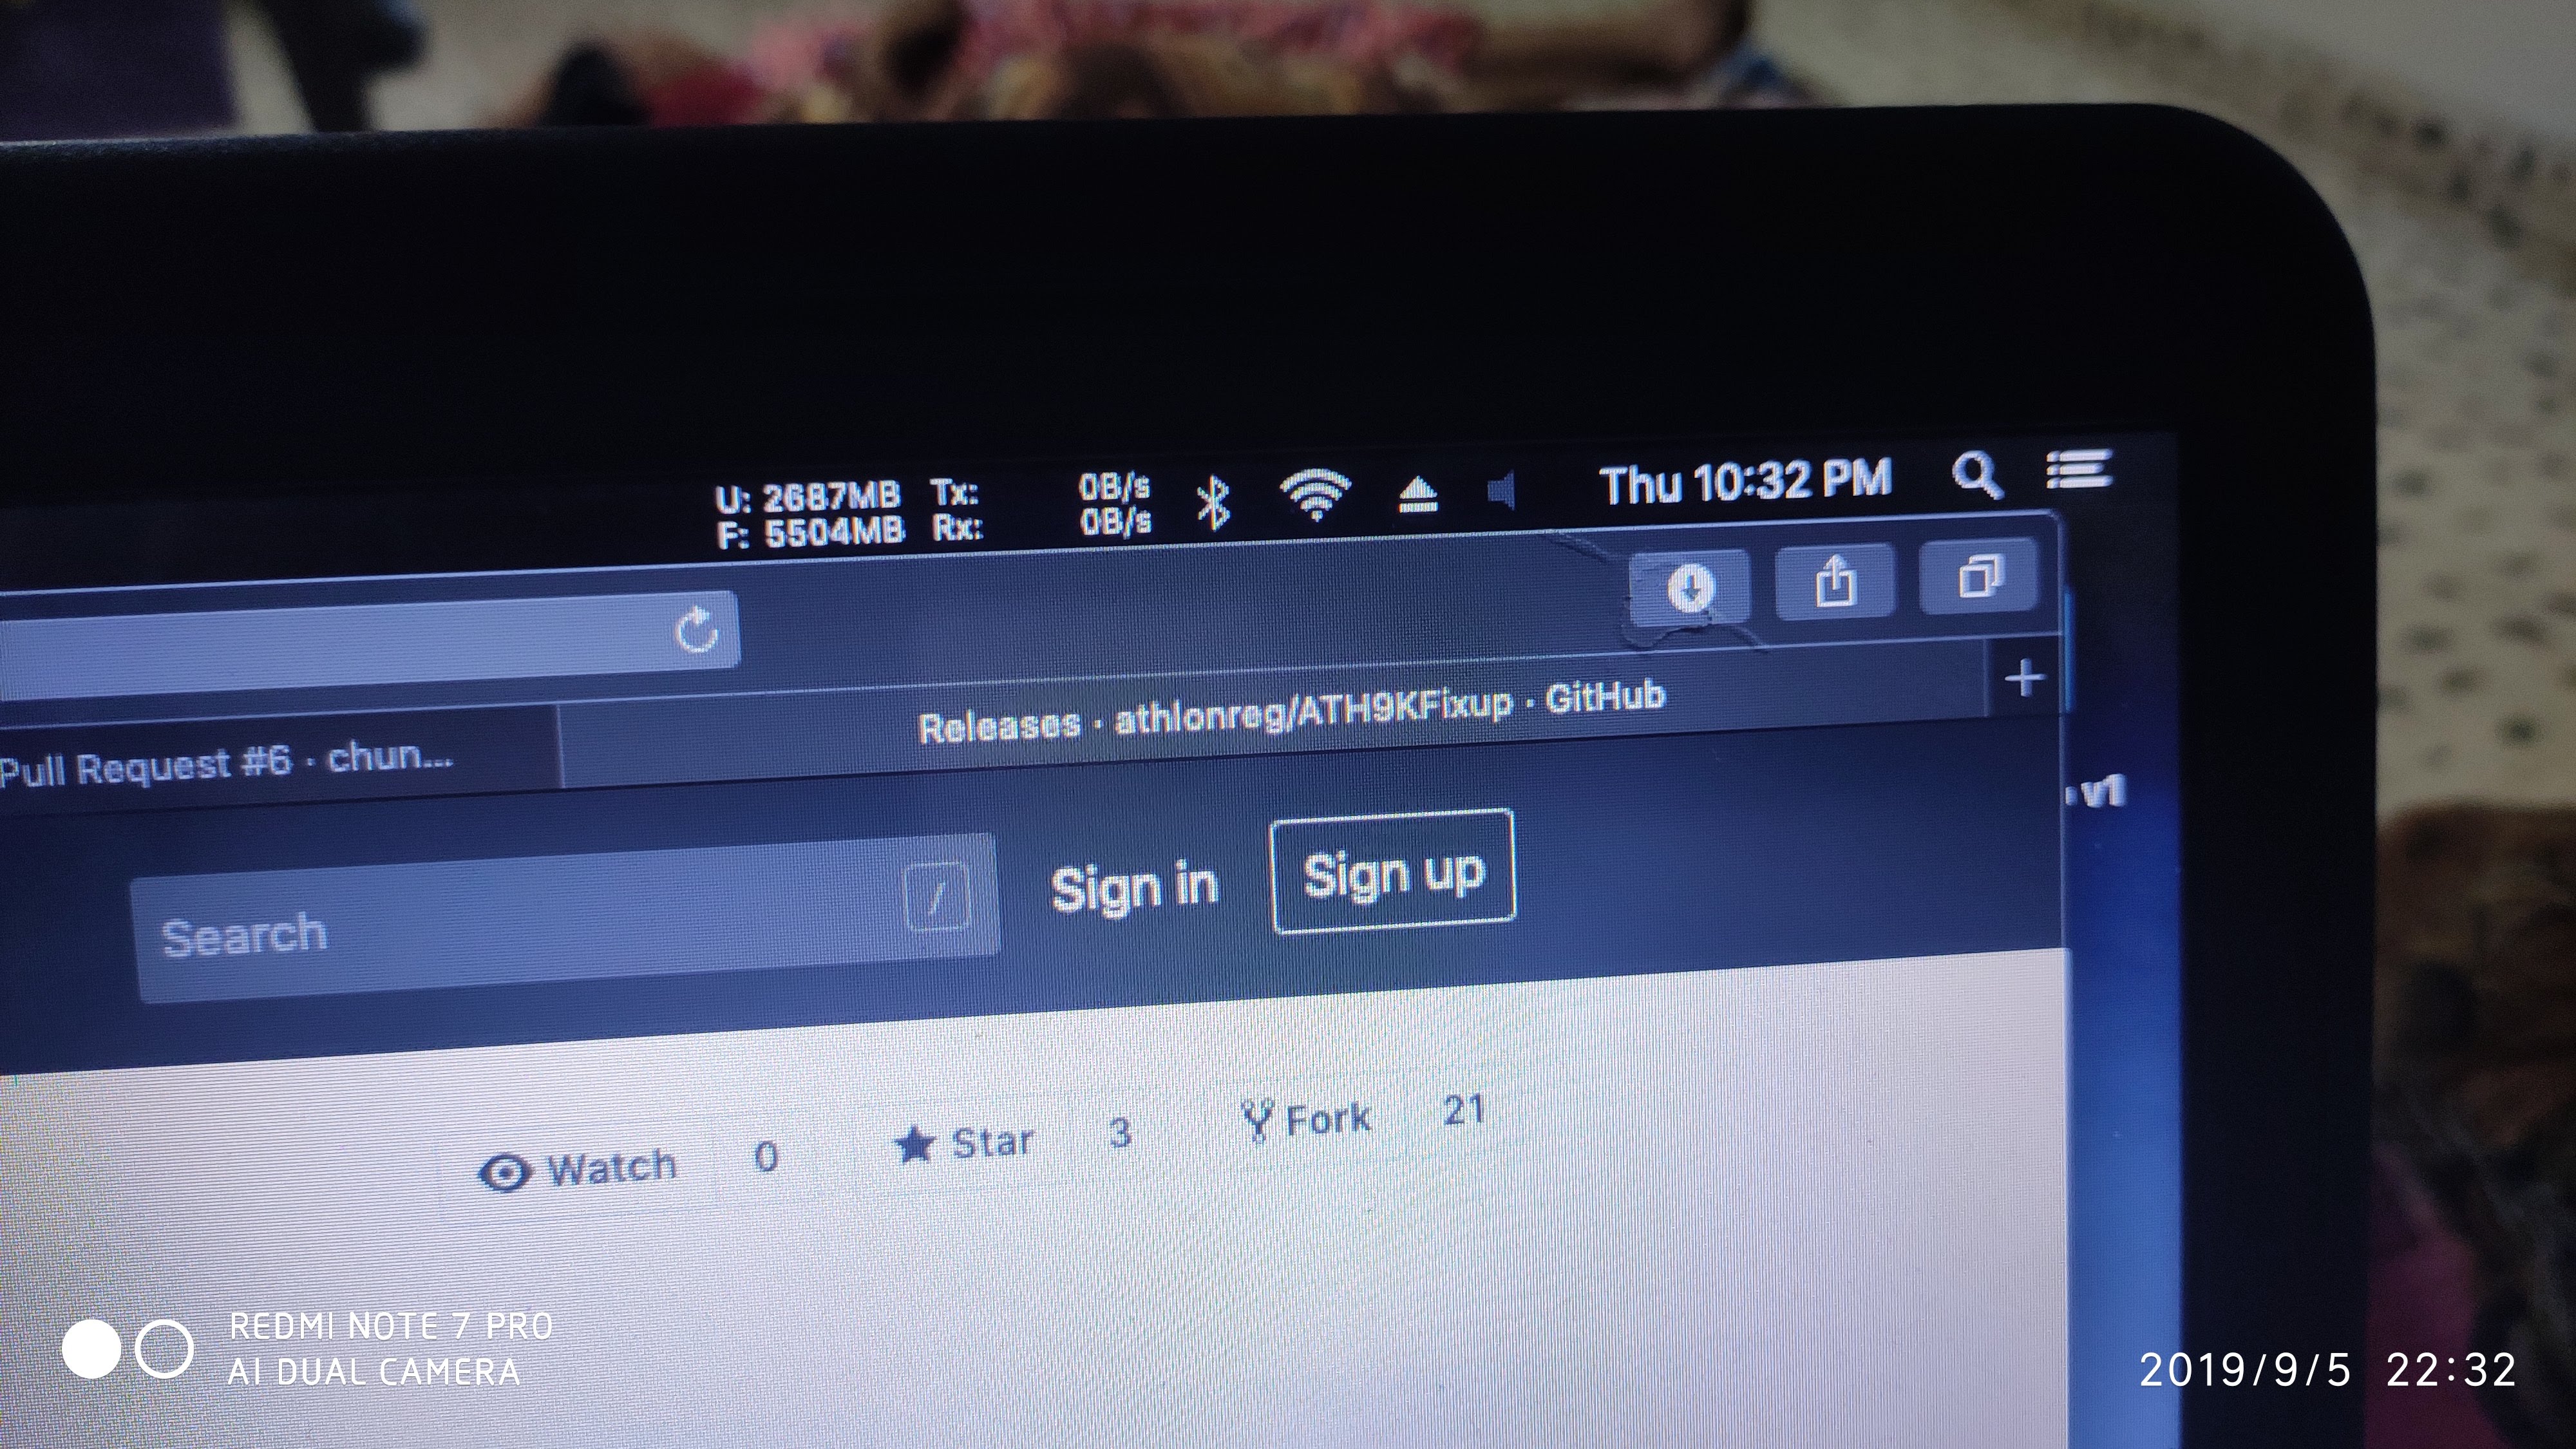 U: 2687MB Tx: 0B/s
F: 5504MB Rx: 0B/s
Thu 10:32 PM
Pull Request #6 · chun...
Releases · athlonreg/ATH9KFixup · GitHub
+
v1
Search /
Sign in
Sign up
Watch 0
Star 3
Fork 21
REDMI NOTE 7 PRO
AI DUAL CAMERA
2019/9/5 22:32